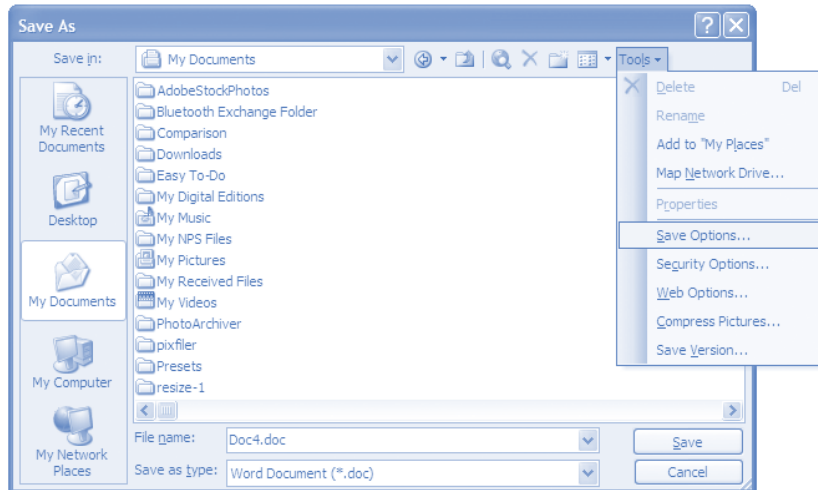 Save As
Save in:
My Documents
Tools
My Recent
Documents
Desktop
My Documents
My Computer
My Network
Places
AdobeStockPhotos
Bluetooth Exchange Folder
Comparison
Downloads
Easy To-Do
My Digital Editions
My Music
My NPS Files
My Pictures
My Received Files
My Videos
PhotoArchiver
pixfiler
Presets
resize-1
Delete Del
Rename
Add to "My Places"
Map Network Drive...
Properties
Save Options...
Security Options...
Web Options...
Compress Pictures...
Save Version...
File name:
Doc4.doc
Save
Save as type:
Word Document (*.doc)
Cancel